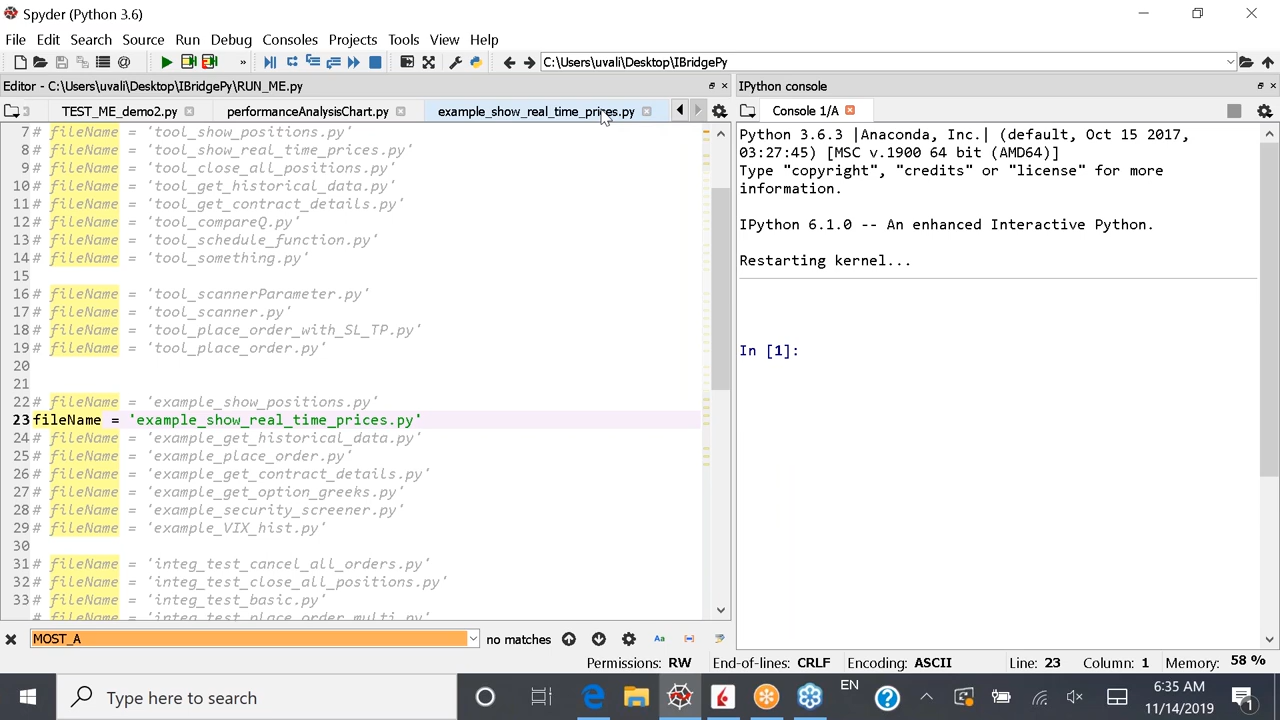 Spyder (Python 3.6)
File Edit Search Source Run Debug Consoles Projects Tools View Help
C:\Users\uvali\Desktop\IBridgePy
Editor - C:\Users\uvali\Desktop\IBridgePy\RUN_ME.py
TEST_ME_demo2.py performanceAnalysisChart.py example_show_real_time_prices.py
7# fileName = 'tool_show_positions.py'
8# fileName = 'tool_show_real_time_prices.py'
9# fileName = 'tool_close_all_positions.py'
10# fileName = 'tool_get_historical_data.py'
11# fileName = 'tool_get_contract_details.py'
12# fileName = 'tool_compareQ.py'
13# fileName = 'tool_schedule_function.py'
14# fileName = 'tool_something.py'
15
16# fileName = 'tool_scannerParameter.py'
17# fileName = 'tool_scanner.py'
18# fileName = 'tool_place_order_with_SL_TP.py'
19# fileName = 'tool_place_order.py'
20
21
22# fileName = 'example_show_positions.py'
23fileName = 'example_show_real_time_prices.py'
24# fileName = 'example_get_historical_data.py'
25# fileName = 'example_place_order.py'
26# fileName = 'example_get_contract_details.py'
27# fileName = 'example_get_option_greeks.py'
28# fileName = 'example_security_screener.py'
29# fileName = 'example_VIX_hist.py'
30
31# fileName = 'integ_test_cancel_all_orders.py'
32# fileName = 'integ_test_close_all_positions.py'
33# fileName = 'integ_test_basic.py'
# fileName = 'integ_test_place_order_multi.py'
MOST_A no matches Aa
IPython console
Console 1/A
Python 3.6.3 |Anaconda, Inc.| (default, Oct 15 2017,
03:27:45) [MSC v.1900 64 bit (AMD64)]
Type "copyright", "credits" or "license" for more
information.
IPython 6.1.0 -- An enhanced Interactive Python.
Restarting kernel...
In [1]:
Permissions: RW End-of-lines: CRLF Encoding: ASCII Line: 23 Column: 1 Memory: 58 %
Type here to search
EN
6:35 AM
11/14/2019
1